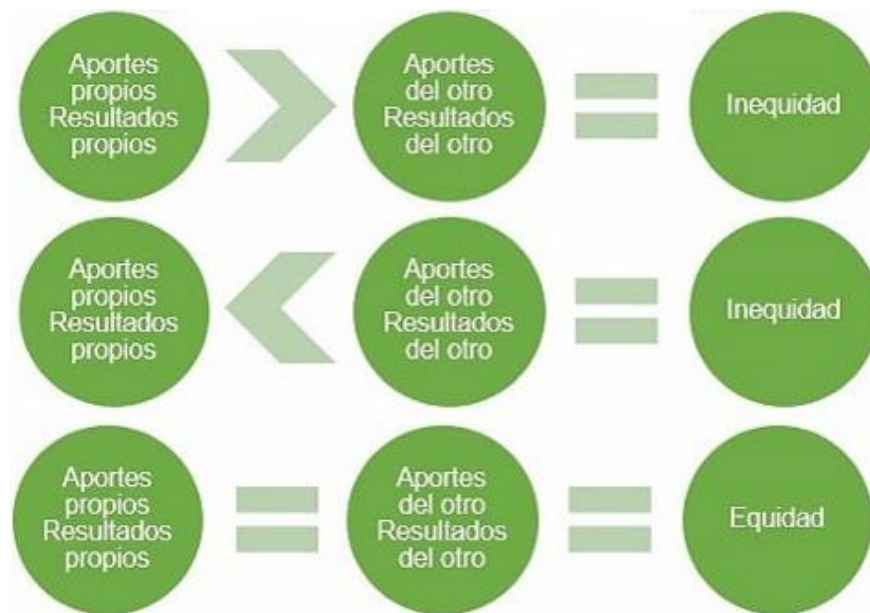 Aportes
propios
Resultados
propios
Aportes
del otro
Resultados
del otro
Inequidad
Aportes
propios
Resultados
propios
Aportes
del otro
Resultados
del otro
Inequidad
Aportes
propios
Resultados
propios
Aportes
del otro
Resultados
del otro
Equidad